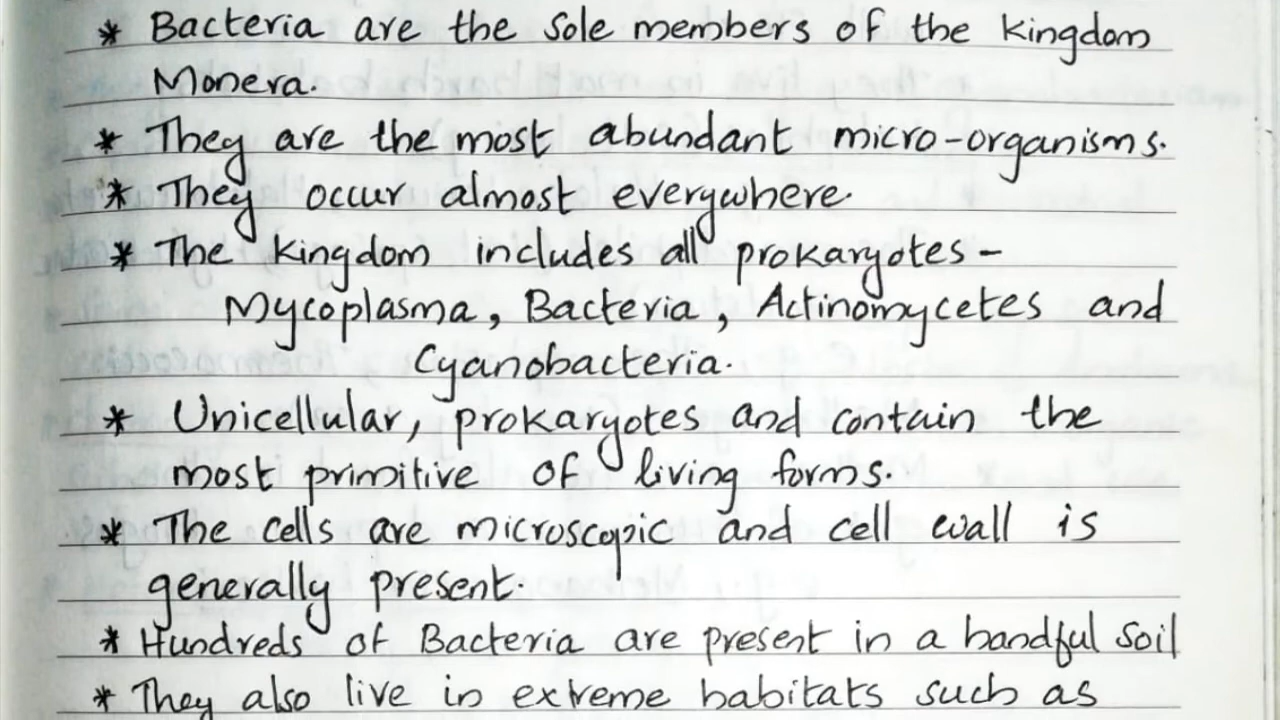 * Bacteria are the sole members of the Kingdom
Monera.
* They are the most abundant micro-organisms.
* They occur almost everywhere.
* The Kingdom includes all prokaryotes -
Mycoplasma, Bacteria, Actinomycetes and
Cyanobacteria.
* Unicellular, prokaryotes and contain the
most primitive of living forms.
* The cells are microscopic and cell wall is
generally present.
* Hundreds of Bacteria are present in a handful soil
* They also live in extreme habitats such as